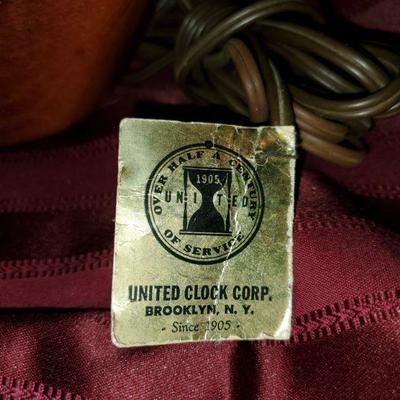 OVER HALF A CENTURY
1905
UNITED
OF SERVICE
UNITED CLOCK CORP.
BROOKLYN, N. Y.
- Since 1905 -